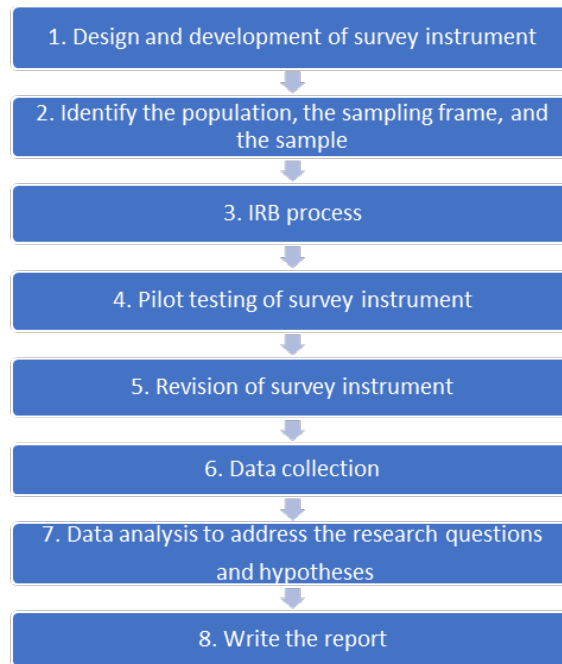 1. Design and development of survey instrument
2. Identify the population, the sampling frame, and
the sample
3. IRB process
4. Pilot testing of survey instrument
5. Revision of survey instrument
6. Data collection
7. Data analysis to address the research questions
and hypotheses
8. Write the report